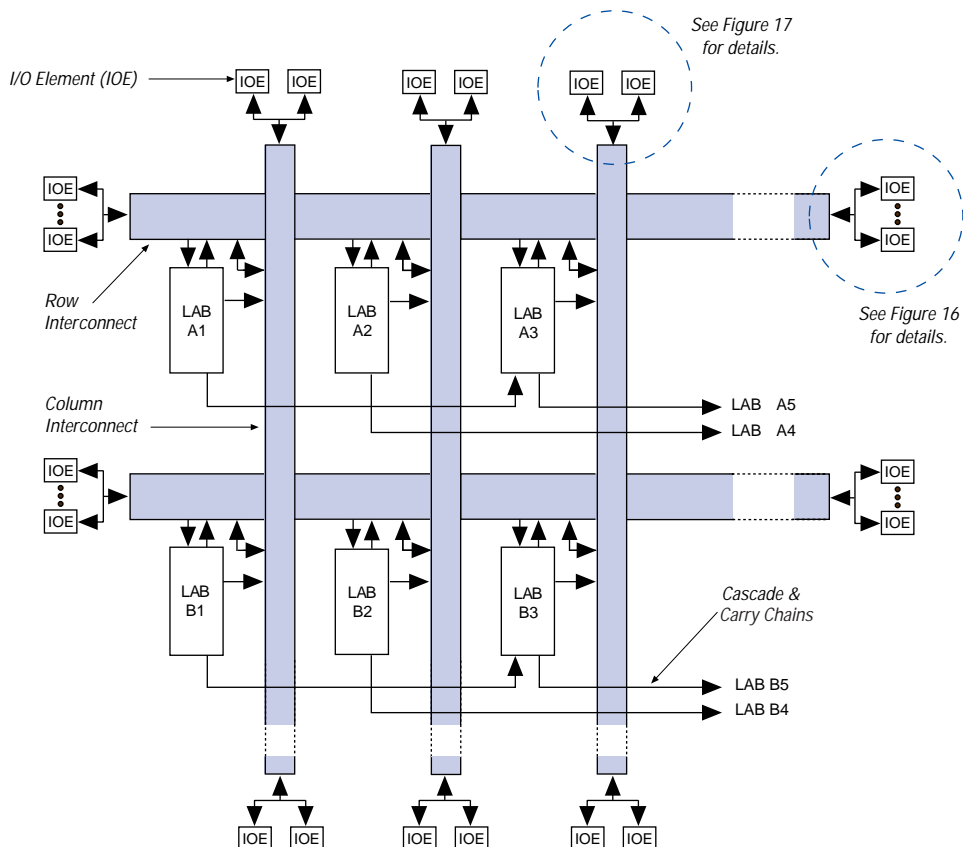 See Figure 17
for details.
I/O Element (IOE)
IOE IOE IOE IOE IOE IOE
IOE IOE
IOE IOE
Row
Interconnect
LAB
A1
LAB
A2
LAB
A3
See Figure 16
for details.
Column
Interconnect
LAB A5
LAB A4
IOE IOE
IOE IOE
LAB
B1
LAB
B2
LAB
B3
Cascade &
Carry Chains
LAB B5
LAB B4
IOE IOE IOE IOE IOE IOE